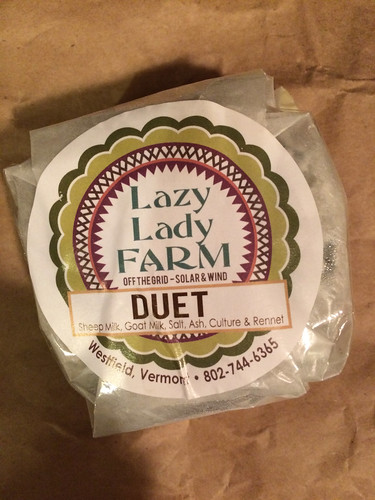 Lazy
Lady
FARM
OFF THE GRID - SOLAR & WIND
DUET
Sheep Milk, Goat Milk, Salt, Ash, Culture & Rennet
Westfield, Vermont • 802-744-6365